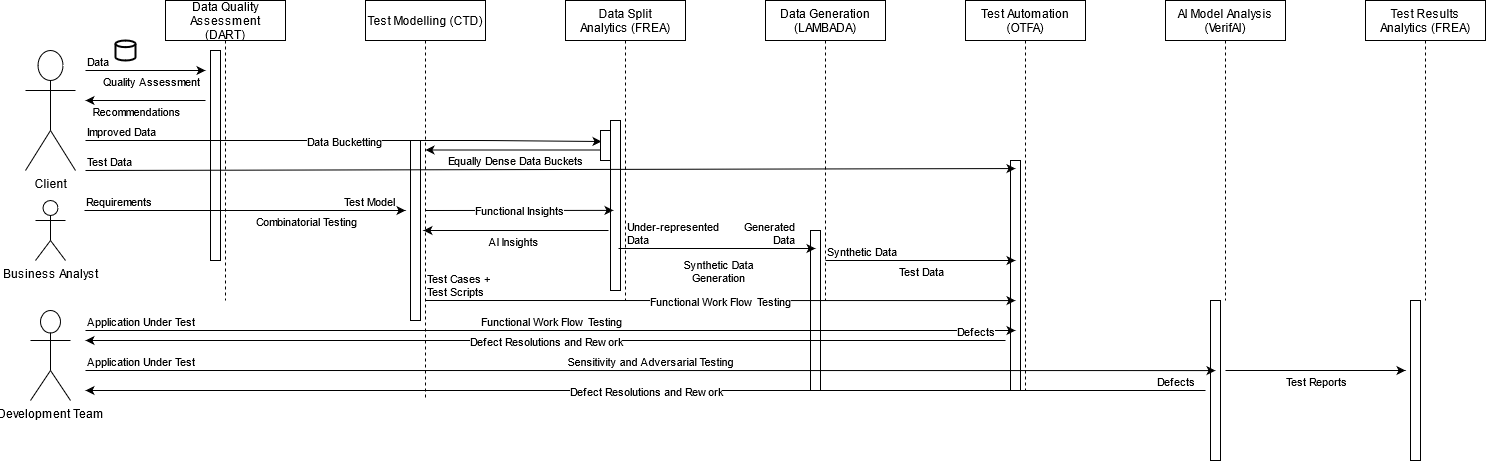 Data Quality
Assessment
(DART)
Test Modelling (CTD)
Data Split
Analytics (FREA)
Data Generation
(LAMBADA)
Test Automation
(OTFA)
AI Model Analysis
(VerifAI)
Test Results
Analytics (FREA)
Data
Quality Assessment
Recommendations
Improved Data
Data Bucketting
Equally Dense Data Buckets
Test Data
Client
Requirements
Test Model
Combinatorial Testing
Functional Insights
AI Insights
Under-represented
Data
Generated
Data
Synthetic Data
Generation
Synthetic Data
Test Data
Business Analyst
Test Cases +
Test Scripts
Functional Work Flow Testing
Application Under Test
Functional Work Flow Testing
Defects
Defect Resolutions and Rework
Application Under Test
Sensitivity and Adversarial Testing
Test Reports
Defects
Defect Resolutions and Rework
Development Team